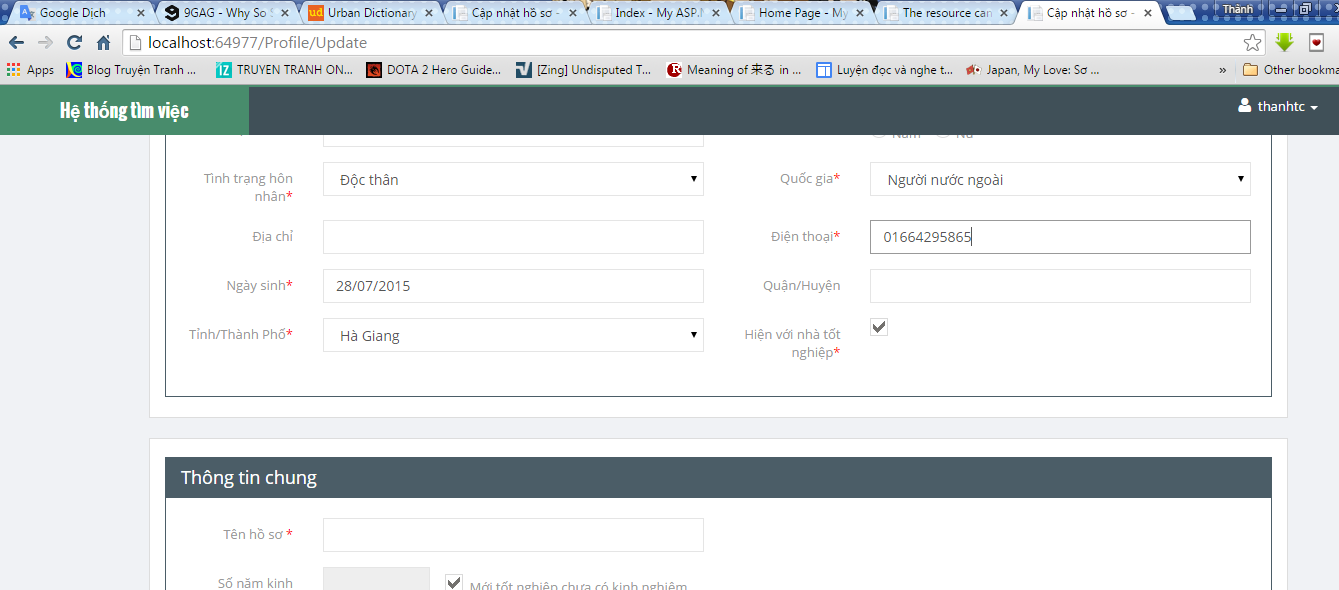 Google Dịch
9GAG - Why So S
Urban Dictionary
Cập nhật hồ sơ -
Index - My ASP.N
Home Page - My
The resource can
Cập nhật hồ sơ -
Thành
localhost:64977/Profile/Update
Apps
Blog Truyện Tranh ...
TRUYEN TRANH ON...
DOTA 2 Hero Guide...
[Zing] Undisputed T...
Meaning of 来る in ...
Luyện đọc và nghe t...
Japan, My Love: Sơ ...
»
Other bookma
Hệ thống tìm việc
thanhtc
Nam Nữ
Tình trạng hôn
nhân*
Độc thân
Quốc gia*
Người nước ngoài
Địa chỉ
Điện thoại*
01664295865
Ngày sinh*
28/07/2015
Quận/Huyện
Tỉnh/Thành Phố*
Hà Giang
Hiện với nhà tốt
nghiệp*
Thông tin chung
Tên hồ sơ *
Số năm kinh
Mới tốt nghiệp chưa có kinh nghiệm